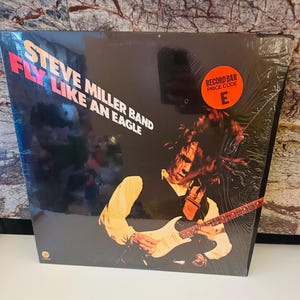 STEVE MILLER BAND
FLY LIKE AN EAGLE
RECORD BAR
PRICE CODE
E